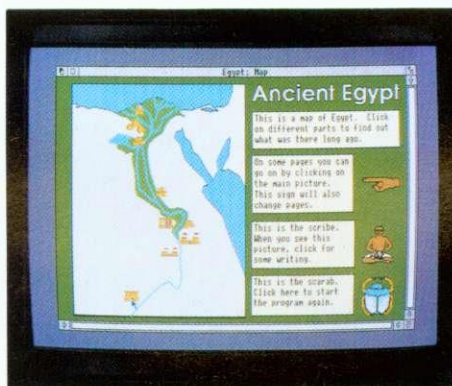 Egypt: Map
Ancient Egypt
This is a map of Egypt. Click
on different parts to find out
what was there long ago.
On some pages you can
go on by clicking on
the main picture.
This sign will also
change pages.
This is the scribe.
When you see this
picture, click for
some writing.
This is the scarab.
Click here to start
the program again.